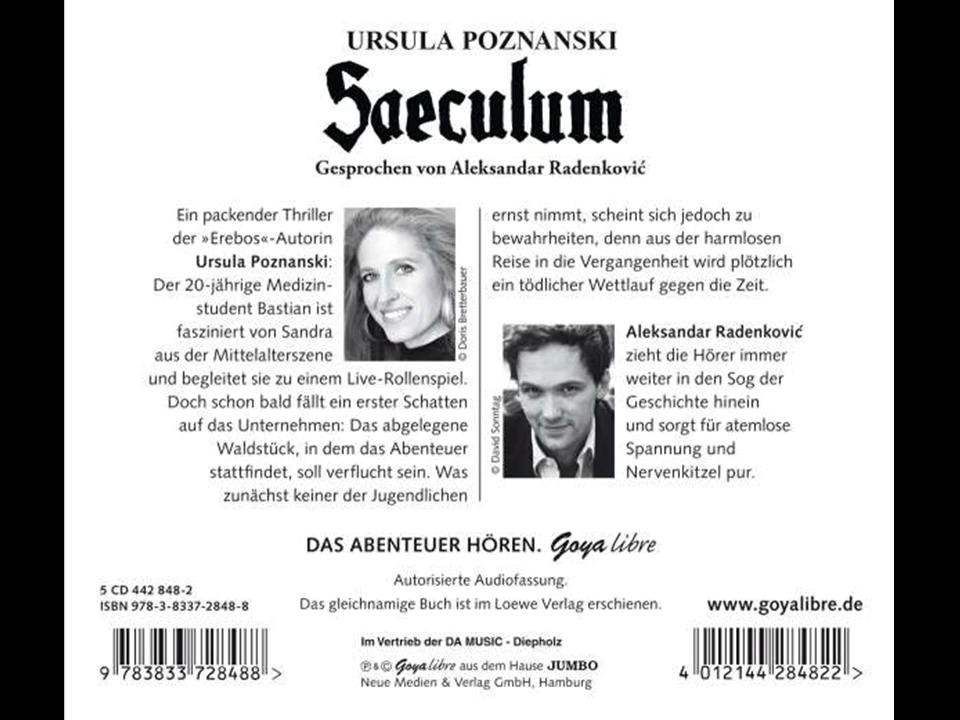 URSULA POZNANSKI
Saeculum
Gesprochen von Aleksandar Radenković
Ein packender Thriller
der »Erebos«-Autorin
Ursula Poznanski:
Der 20-jährige Medizin-
student Bastian ist
fasziniert von Sandra
aus der Mittelalterszene
und begleitet sie zu einem Live-Rollenspiel.
Doch schon bald fällt ein erster Schatten
auf das Unternehmen: Das abgelegene
Waldstück, in dem das Abenteuer
stattfindet, soll verflucht sein. Was
zunächst keiner der Jugendlichen
© Doris Bretterbauer
ernst nimmt, scheint sich jedoch zu
bewahrheiten, denn aus der harmlosen
Reise in die Vergangenheit wird plötzlich
ein tödlicher Wettlauf gegen die Zeit.
© David Sonntag
Aleksandar Radenković
zieht die Hörer immer
weiter in den Sog der
Geschichte hinein
und sorgt für atemlose
Spannung und
Nervenkitzel pur.
DAS ABENTEUER HÖREN. Goya libre
5 CD 442 848-2
ISBN 978-3-8337-2848-8
Autorisierte Audiofassung.
Das gleichnamige Buch ist im Loewe Verlag erschienen.
www.goyalibre.de
Im Vertrieb der DA MUSIC - Diepholz
℗ & © Goya libre aus dem Hause JUMBO
Neue Medien & Verlag GmbH, Hamburg
9 783833 728488 >
4 012144 284822 >